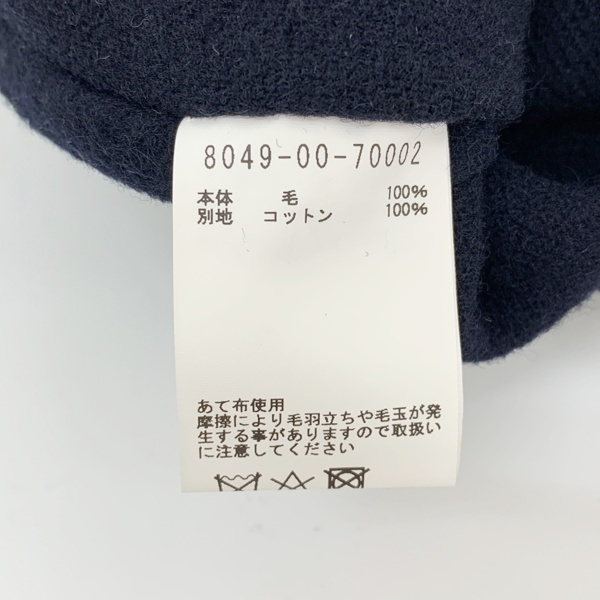 8049-00-70002
本体 毛 100%
別地 コットン 100%
あて布使用
摩擦により毛羽立ちや毛玉が発
生する事がありますので取扱い
に注意してください